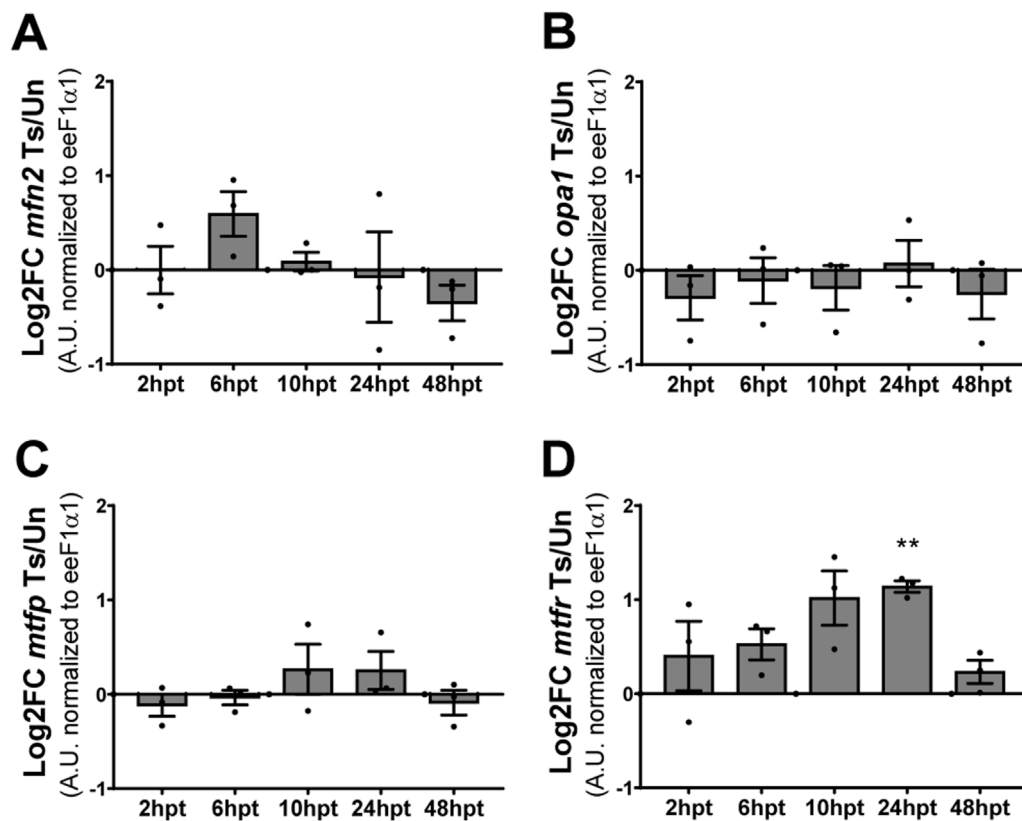 A
Log2FC mfn2 Ts/Un
(A.U. normalized to eeF1α1)
2
1
0
-1
2hpt 6hpt 10hpt 24hpt 48hpt
B
Log2FC opa1 Ts/Un
(A.U. normalized to eeF1α1)
2
1
0
-1
2hpt 6hpt 10hpt 24hpt 48hpt
C
Log2FC mtfp Ts/Un
(A.U. normalized to eeF1α1)
2
1
0
-1
2hpt 6hpt 10hpt 24hpt 48hpt
D
Log2FC mtfr Ts/Un
(A.U. normalized to eeF1α1)
2
1
0
-1
**
2hpt 6hpt 10hpt 24hpt 48hpt